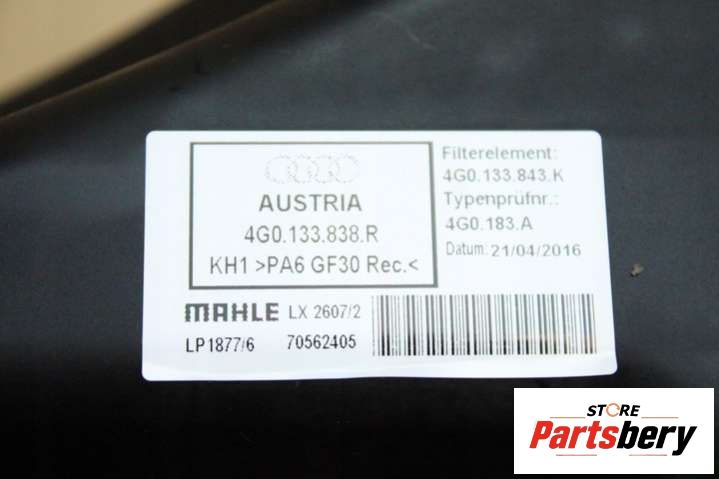 AUSTRIA
4G0.133.838.R
KH1 >PA6 GF30 Rec.<
Filterelement:
4G0.133.843.K
Typenprüfnr.:
4G0.183.A
Datum: 21/04/2016
MAHLE LX 2607/2
LP1877/6 70562405
STORE
Partsbery